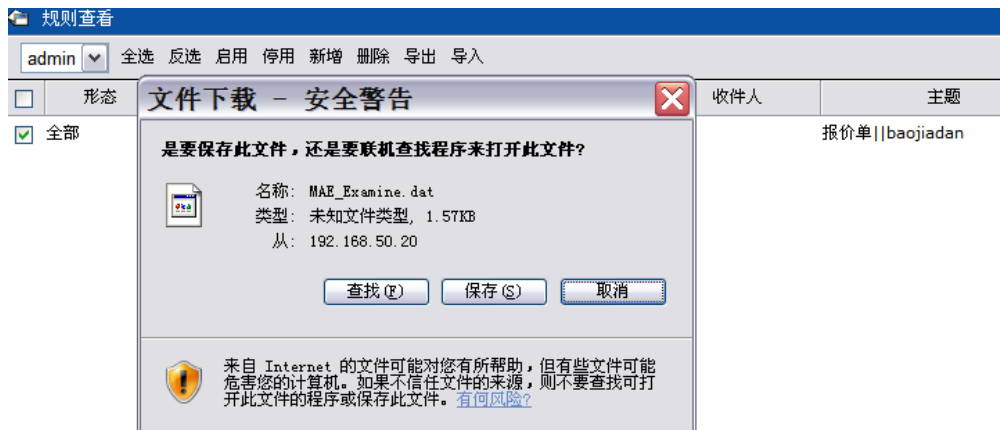 规则查看
admin 全选 反选 启用 停用 新增 删除 导出 导入
形态 收件人 主题
全部 报价单||baojiadan
文件下载 - 安全警告
是要保存此文件，还是要联机查找程序来打开此文件?
名称: MAE_Examine.dat
类型: 未知文件类型, 1.57KB
从: 192.168.50.20
查找(F) 保存(S) 取消
来自 Internet 的文件可能对您有所帮助，但有些文件可能
危害您的计算机。如果不信任文件的来源，则不要查找可打
开此文件的程序或保存此文件。有何风险?